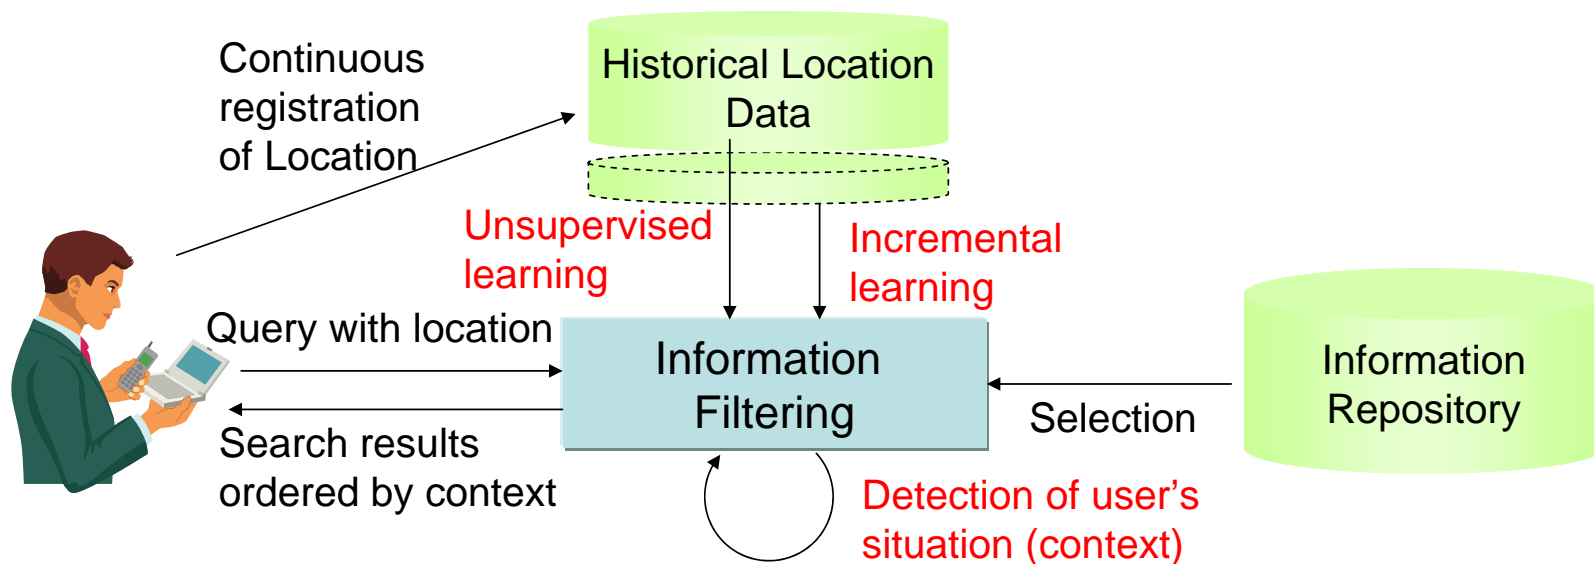 Continuous
registration
of Location
Historical Location
Data
Unsupervised
learning
Incremental
learning
Query with location
Information
Filtering
Search results
ordered by context
Selection
Information
Repository
Detection of user’s
situation (context)